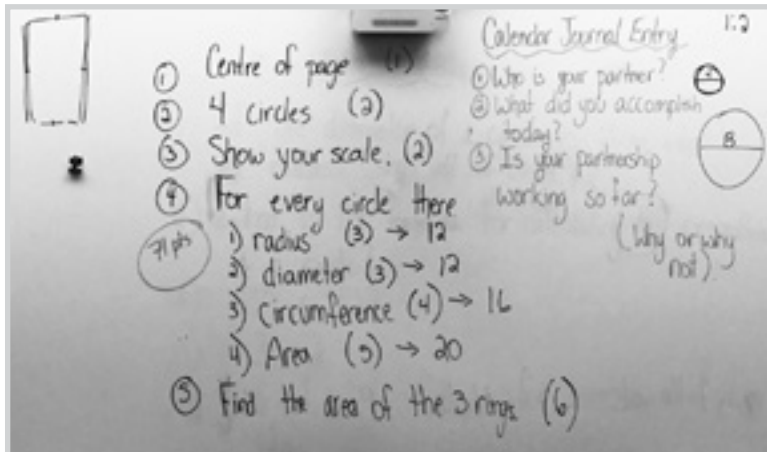 ① Centre of page (1)
② 4 circles (2)
③ Show your scale. (2)
④ For every circle there
1) radius (3) → 12
2) diameter (3) → 12
3) circumference (4) → 16
4) Area (5) → 20
⑤ Find the area of the 3 rings (6)
71 pts
Calendar Journal Entry
① Who is your partner?
② What did you accomplish
today?
③ Is your partnership
working so far?
(Why or why
not)
1:2
8